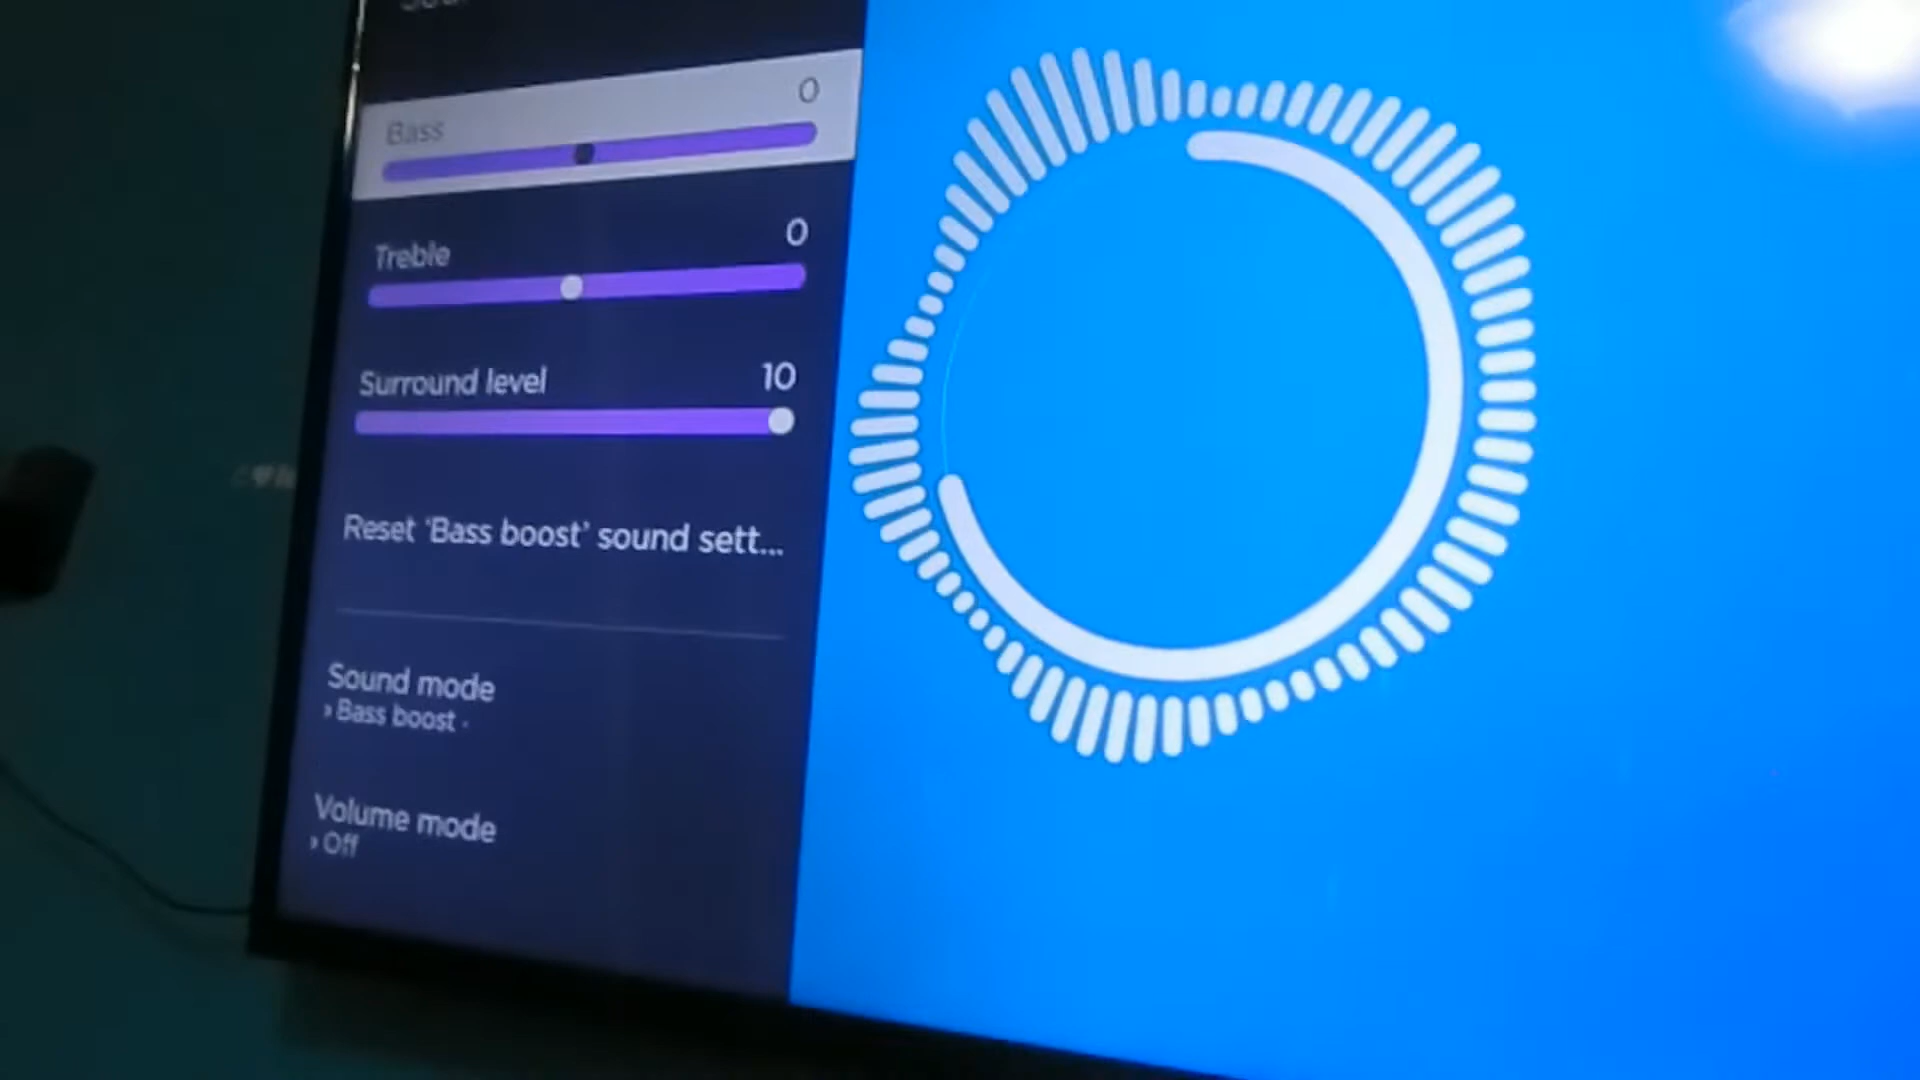 Bass 0
Treble 0
Surround level 10
Reset ‘Bass boost’ sound sett...
Sound mode
› Bass boost ·
Volume mode
› Off